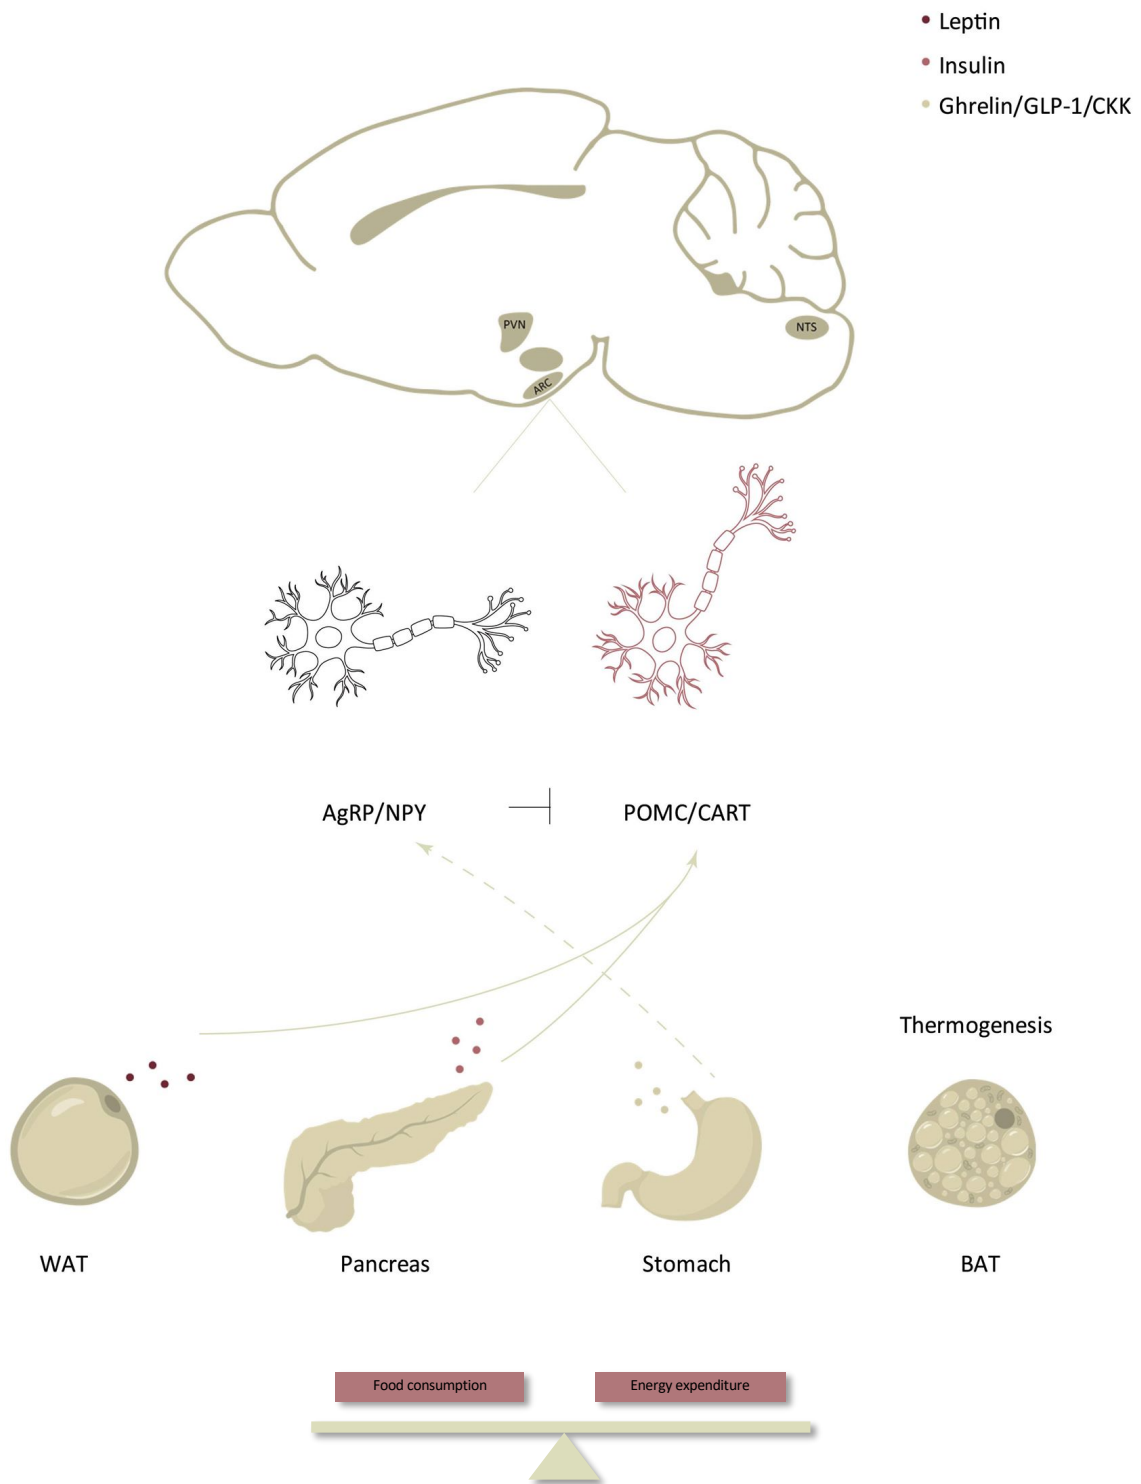 Leptin
Insulin
Ghrelin/GLP-1/CKK
PVN
NTS
ARC
AgRP/NPY
POMC/CART
Thermogenesis
WAT
Pancreas
Stomach
BAT
Food consumption
Energy expenditure